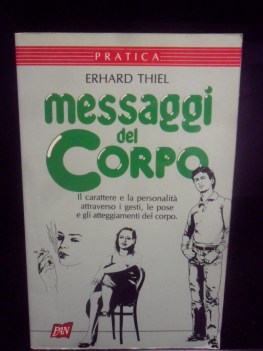 PRATICA
ERHARD THIEL
messaggi
del
CORPO
Il carattere e la personalità
attraverso i gesti, le pose
e gli atteggiamenti del corpo.
PAN